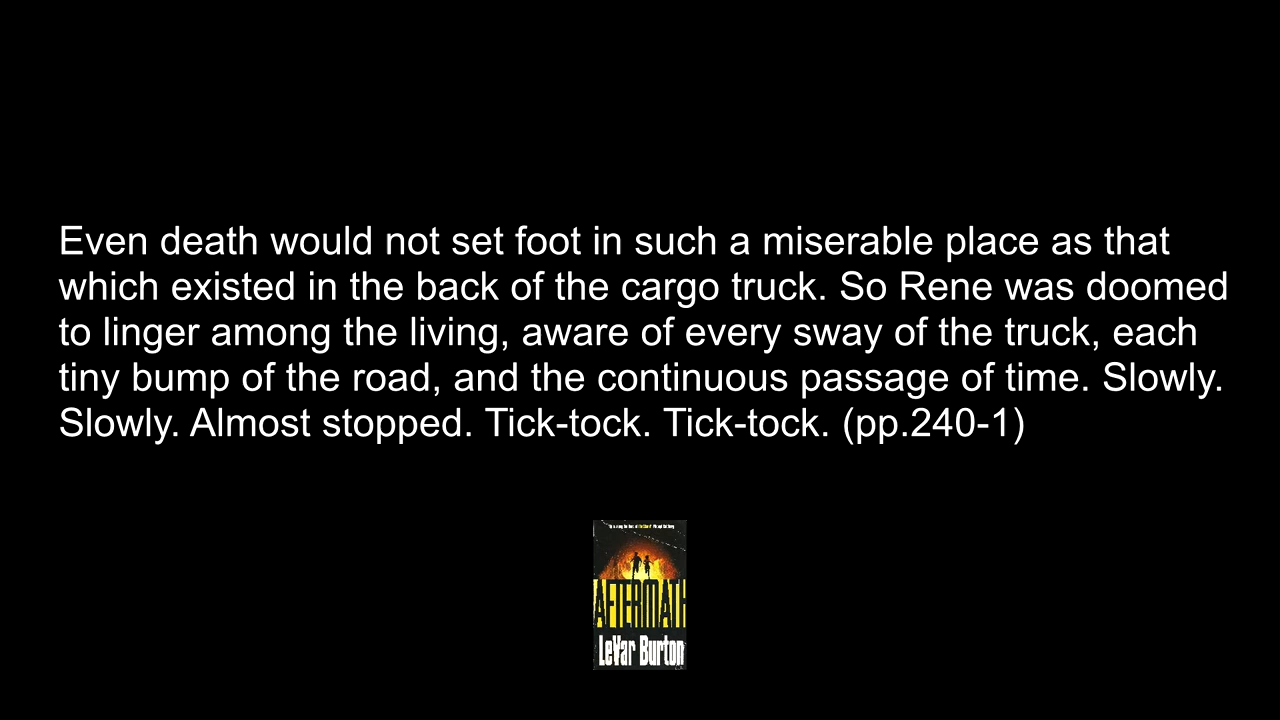 Even death would not set foot in such a miserable place as that
which existed in the back of the cargo truck. So Rene was doomed
to linger among the living, aware of every sway of the truck, each
tiny bump of the road, and the continuous passage of time. Slowly.
Slowly. Almost stopped. Tick-tock. Tick-tock. (pp.240-1)
AFTERMATH
LeVar Burton